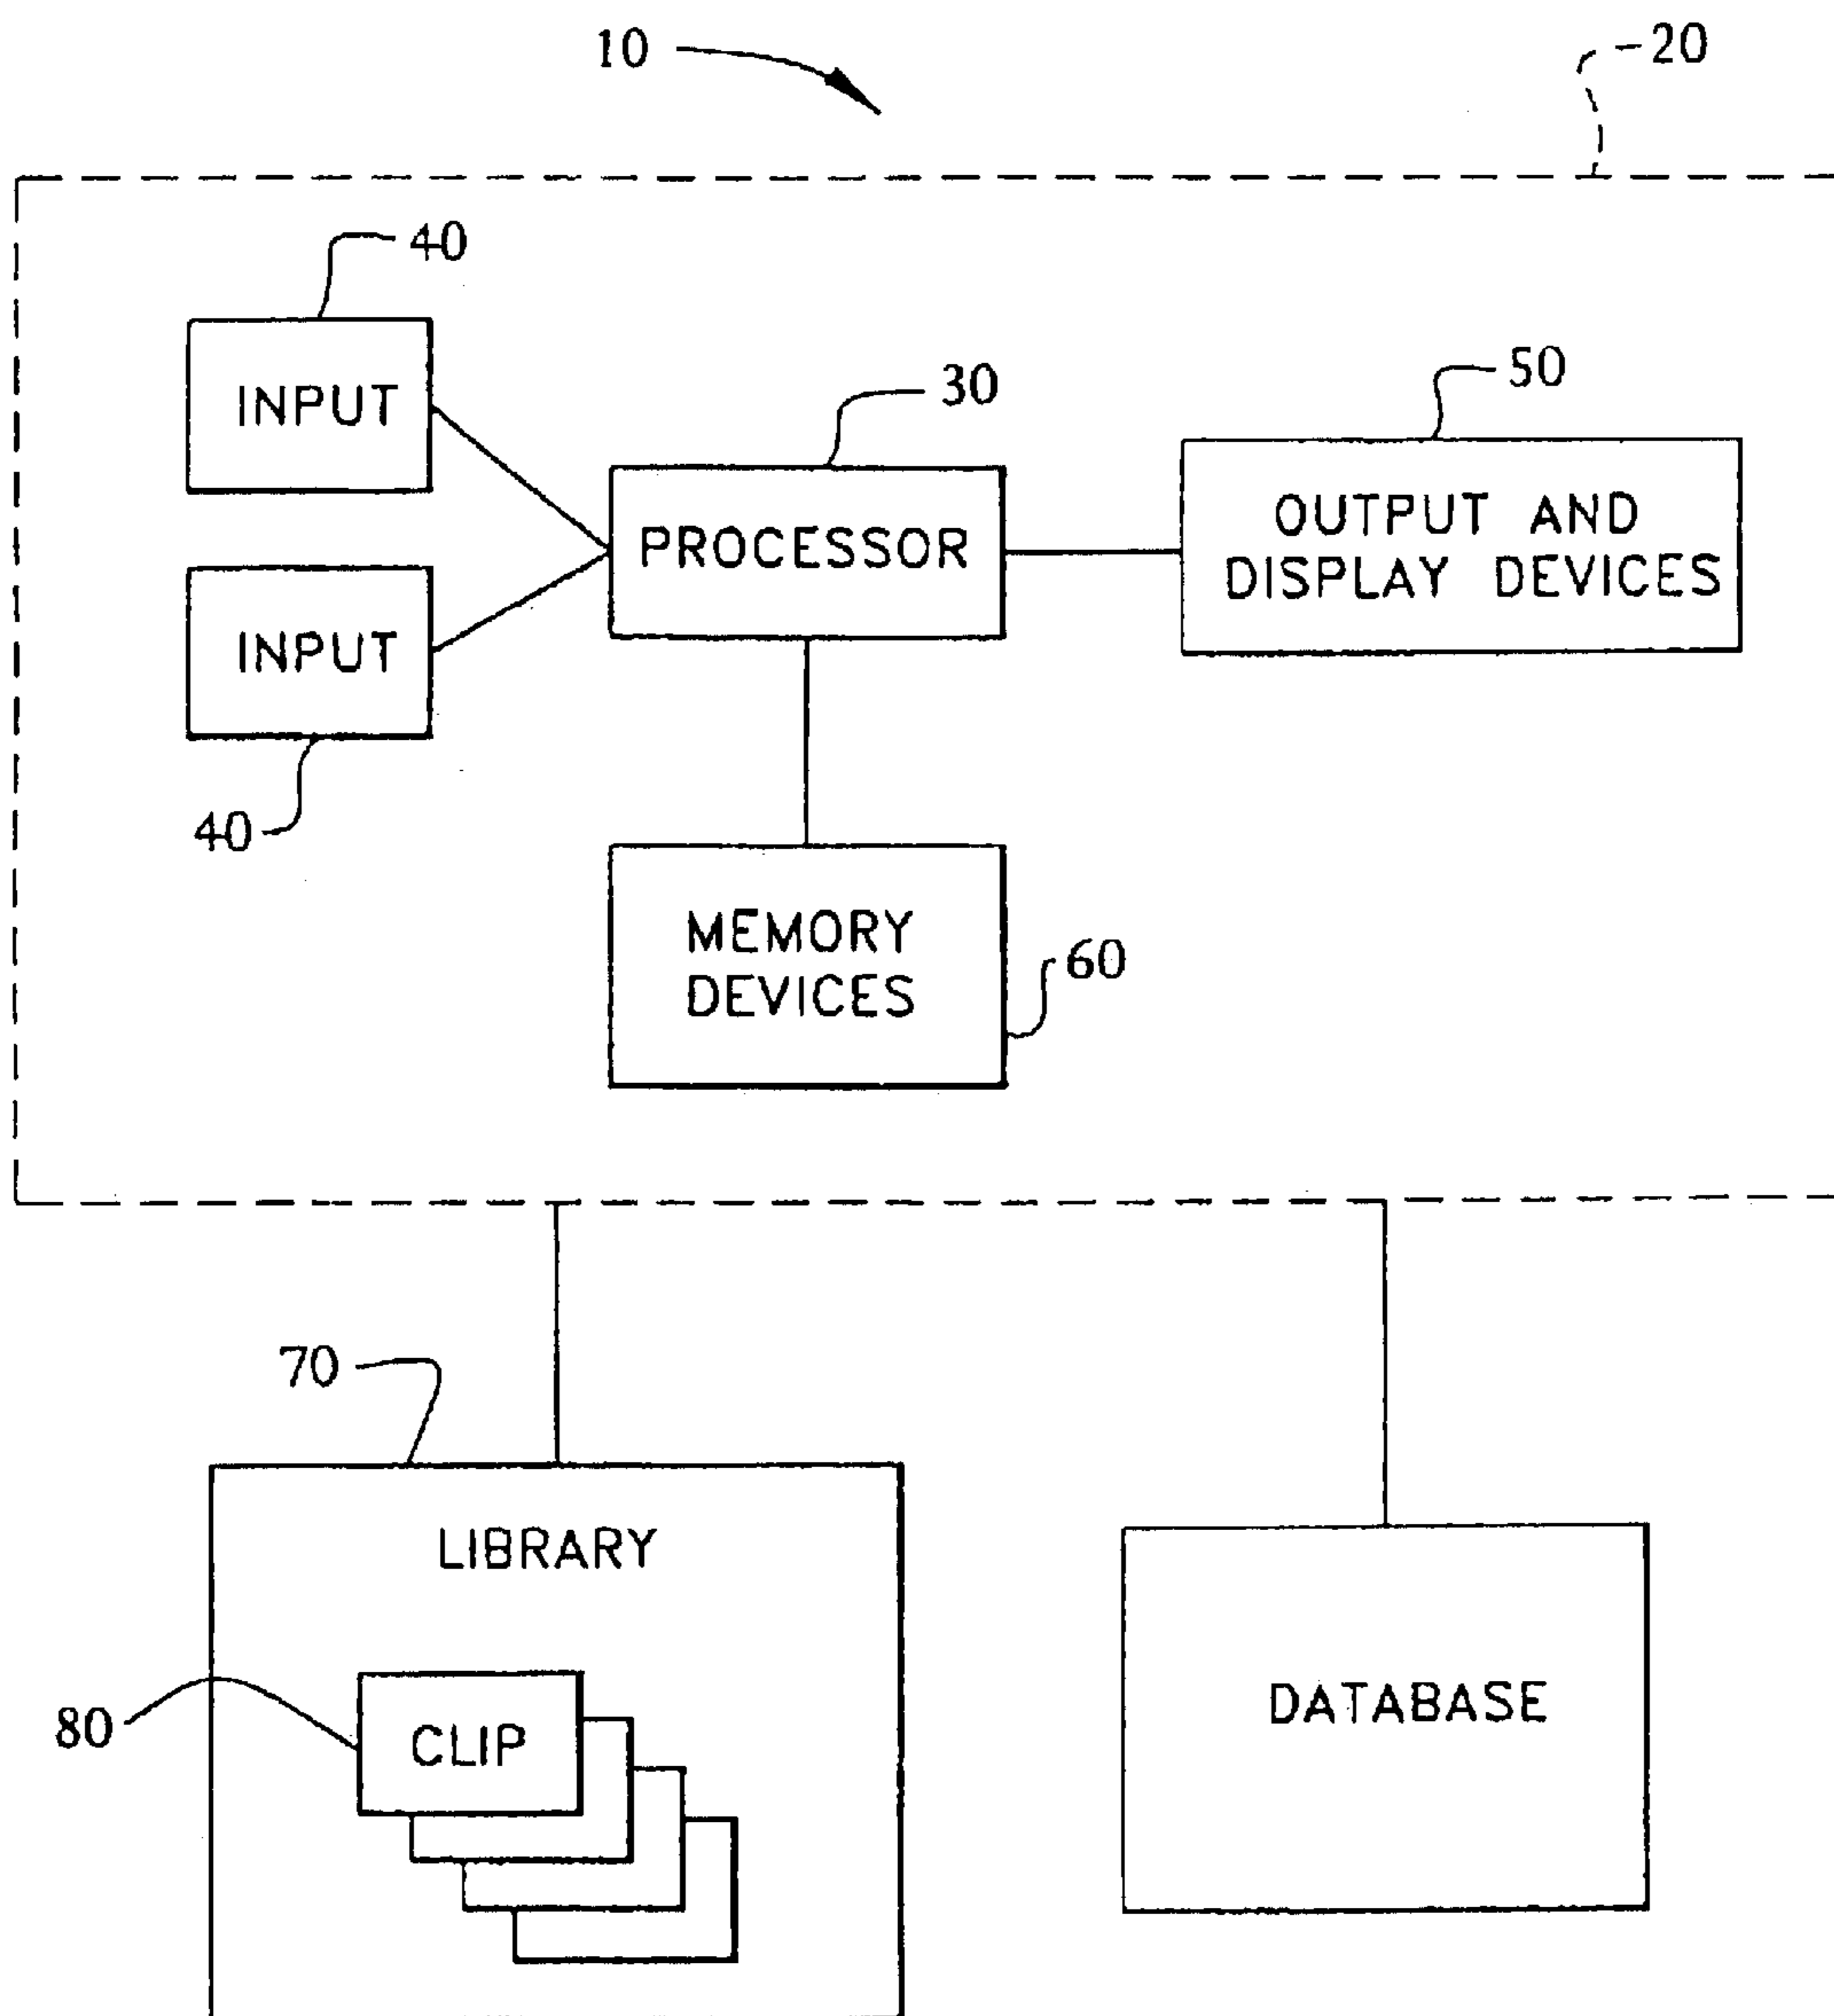 10
20
40
INPUT
30
50
PROCESSOR
OUTPUT AND
DISPLAY DEVICES
INPUT
40
MEMORY
DEVICES
60
70
LIBRARY
80
CLIP
DATABASE